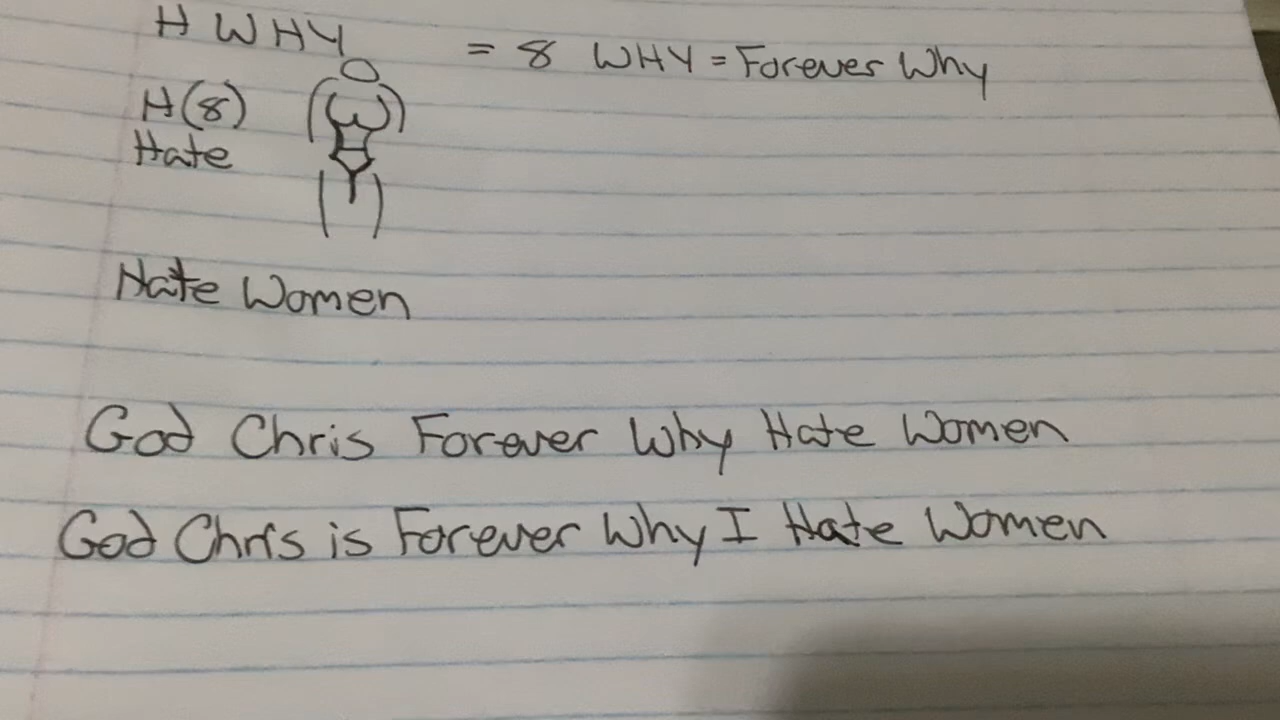 H WHY = 8 WHY = Forever Why
H(8)
Hate
Hate Women
God Chris Forever Why Hate Women
God Chris is Forever Why I Hate Women